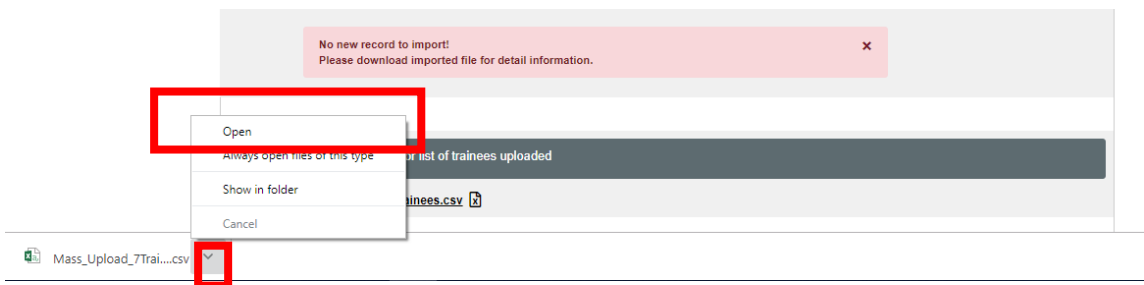 No new record to import!
Please download imported file for detail information.
×
Open
Always open files of this type
or list of trainees uploaded
Show in folder
ainees.csv
Cancel
Mass_Upload_7Trai....csv